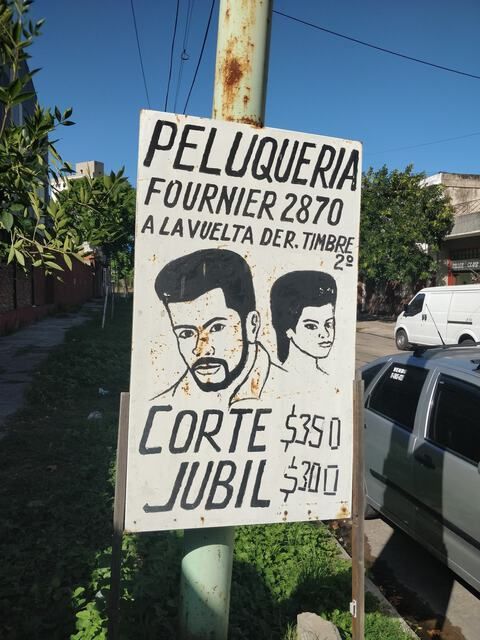 PELUQUERIA
FOURNIER 2870
A LA VUELTA DER. TIMBRE
2º
CORTE $350
JUBIL $300